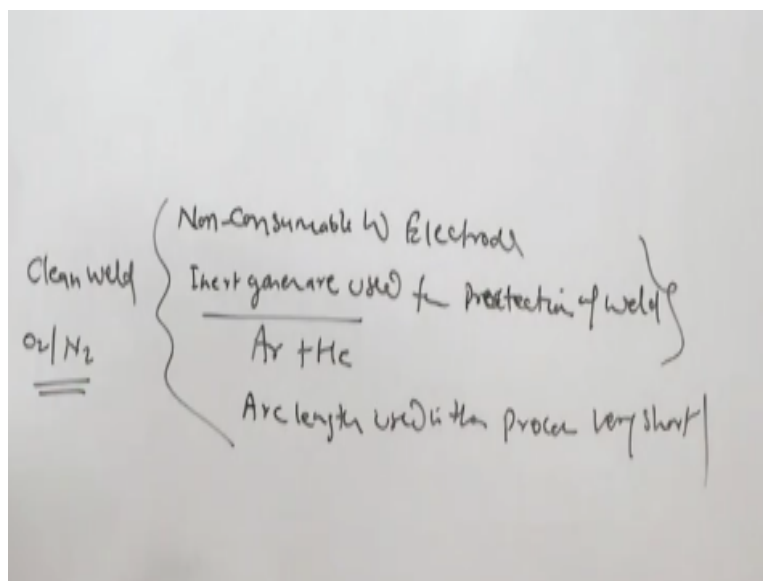 Non-Consumable W Electrode
Clean weld
Inert gases are used for Protection of weld
O2/N2
Ar + He
Arc length used in the process very short